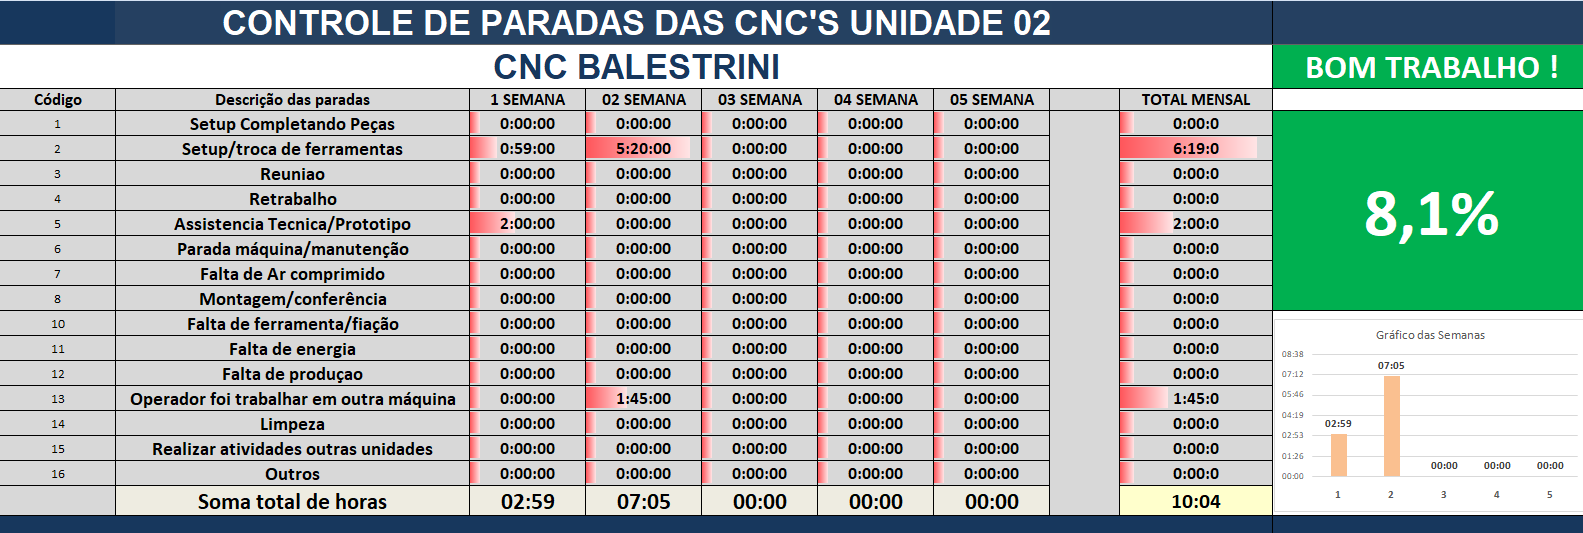 CONTROLE DE PARADAS DAS CNC'S UNIDADE 02
CNC BALESTRINI
BOM TRABALHO !
Código Descrição das paradas 1 SEMANA 02 SEMANA 03 SEMANA 04 SEMANA 05 SEMANA TOTAL MENSAL
1 Setup Completando Peças 0:00:00 0:00:00 0:00:00 0:00:00 0:00:00 0:00:0
2 Setup/troca de ferramentas 0:59:00 5:20:00 0:00:00 0:00:00 0:00:00 6:19:0
3 Reuniao 0:00:00 0:00:00 0:00:00 0:00:00 0:00:00 0:00:0
4 Retrabalho 0:00:00 0:00:00 0:00:00 0:00:00 0:00:00 0:00:0
5 Assistencia Tecnica/Prototipo 2:00:00 0:00:00 0:00:00 0:00:00 0:00:00 2:00:0
6 Parada máquina/manutenção 0:00:00 0:00:00 0:00:00 0:00:00 0:00:00 0:00:0
7 Falta de Ar comprimido 0:00:00 0:00:00 0:00:00 0:00:00 0:00:00 0:00:0
8 Montagem/conferência 0:00:00 0:00:00 0:00:00 0:00:00 0:00:00 0:00:0
10 Falta de ferramenta/fiação 0:00:00 0:00:00 0:00:00 0:00:00 0:00:00 0:00:0
11 Falta de energia 0:00:00 0:00:00 0:00:00 0:00:00 0:00:00 0:00:0
12 Falta de produçao 0:00:00 0:00:00 0:00:00 0:00:00 0:00:00 0:00:0
13 Operador foi trabalhar em outra máquina 0:00:00 1:45:00 0:00:00 0:00:00 0:00:00 1:45:0
14 Limpeza 0:00:00 0:00:00 0:00:00 0:00:00 0:00:00 0:00:0
15 Realizar atividades outras unidades 0:00:00 0:00:00 0:00:00 0:00:00 0:00:00 0:00:0
16 Outros 0:00:00 0:00:00 0:00:00 0:00:00 0:00:00 0:00:0
Soma total de horas 02:59 07:05 00:00 00:00 00:00 10:04
8,1%
Gráfico das Semanas
08:38
07:12
05:46
04:19
02:53
01:26
00:00
02:59 07:05 00:00 00:00 00:00
1 2 3 4 5